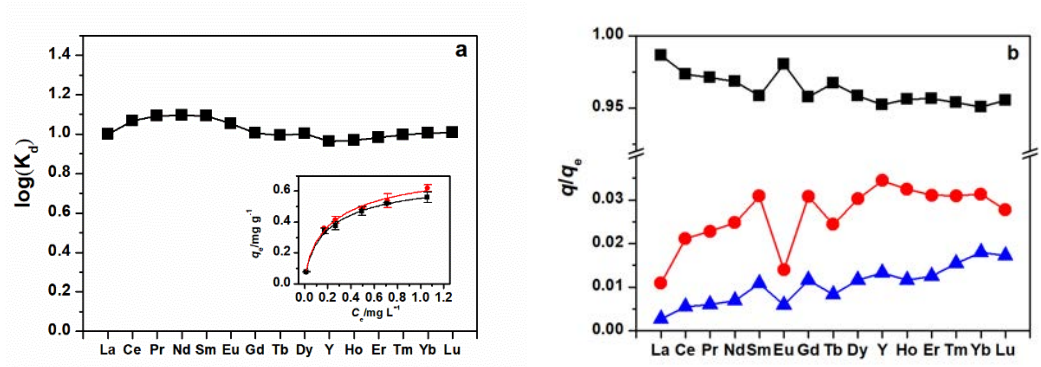 a
log(K_d)
1.4
1.2
1.0
0.8
0.6
0.4
0.2
0.0
La Ce Pr Nd Sm Eu Gd Tb Dy Y Ho Er Tm Yb Lu
q_e/mg g⁻¹
0.6
0.4
0.2
0.0
0.0 0.2 0.4 0.6 0.8 1.0 1.2
C_e/mg L⁻¹
b
q/q_e
1.00
0.95
0.03
0.02
0.01
0.00
La Ce Pr Nd Sm Eu Gd Tb Dy Y Ho Er Tm Yb Lu